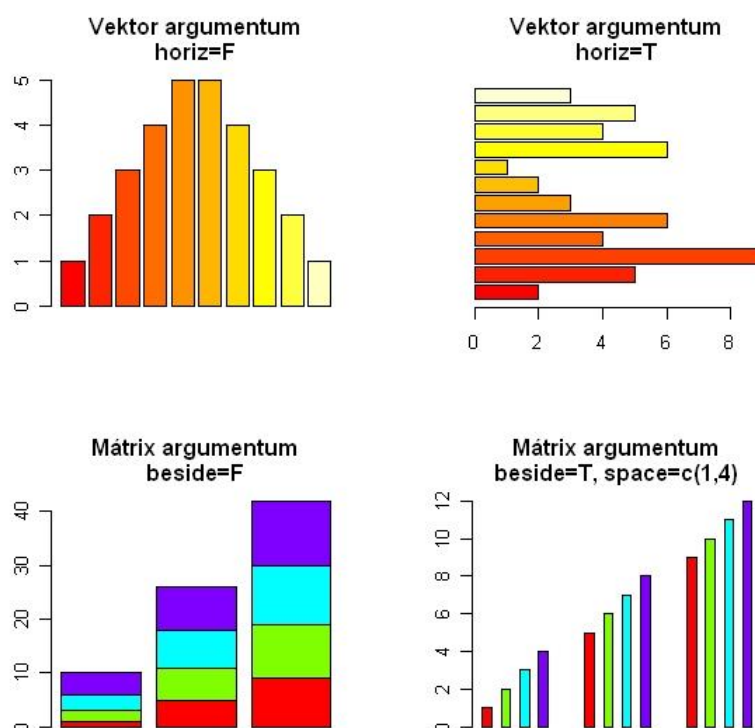 Vektor argumentum
horiz=F
5
4
3
2
1
0
Vektor argumentum
horiz=T
0 2 4 6 8
Mátrix argumentum
beside=F
40
30
20
10
0
Mátrix argumentum
beside=T, space=c(1,4)
12
10
8
6
4
2
0